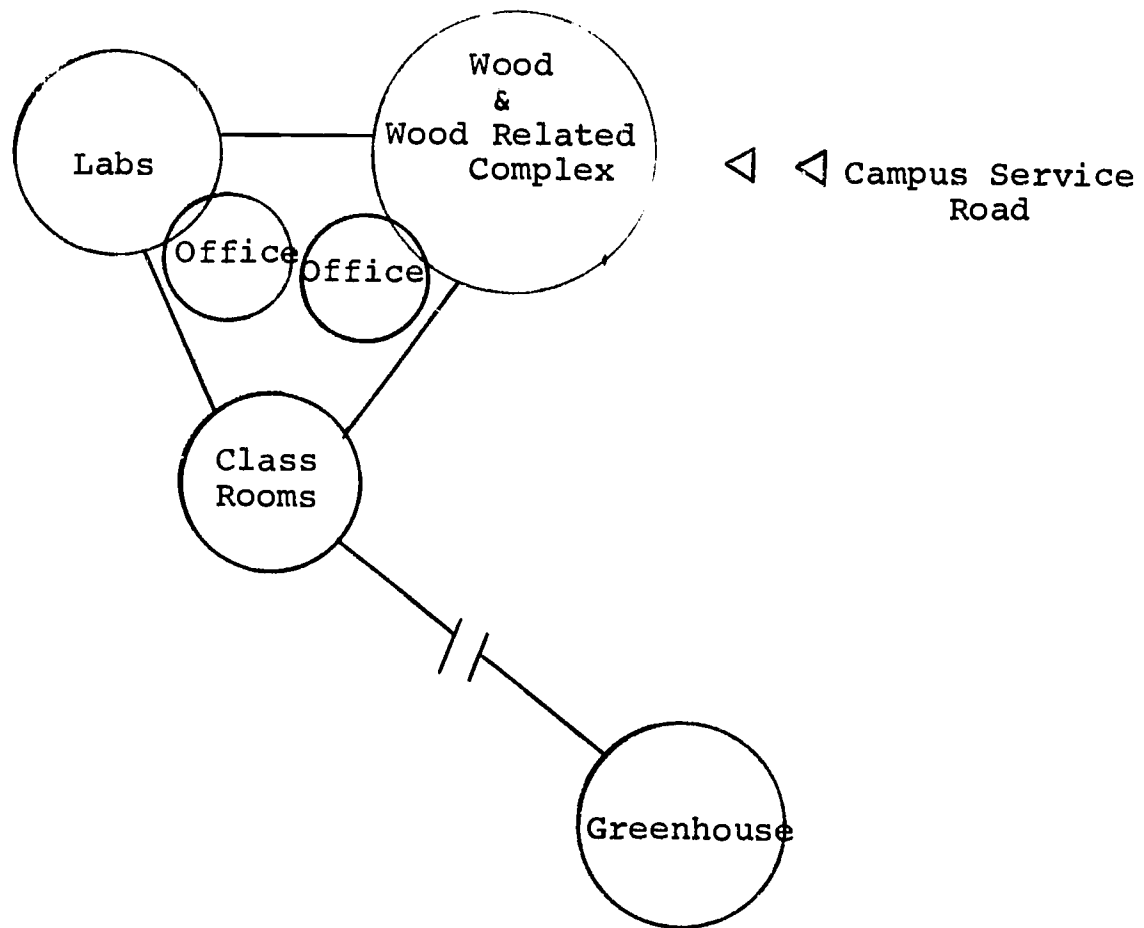 Wood
&
Wood Related
Complex
Labs
Campus Service
Road
Office
Office
Class
Rooms
Greenhouse